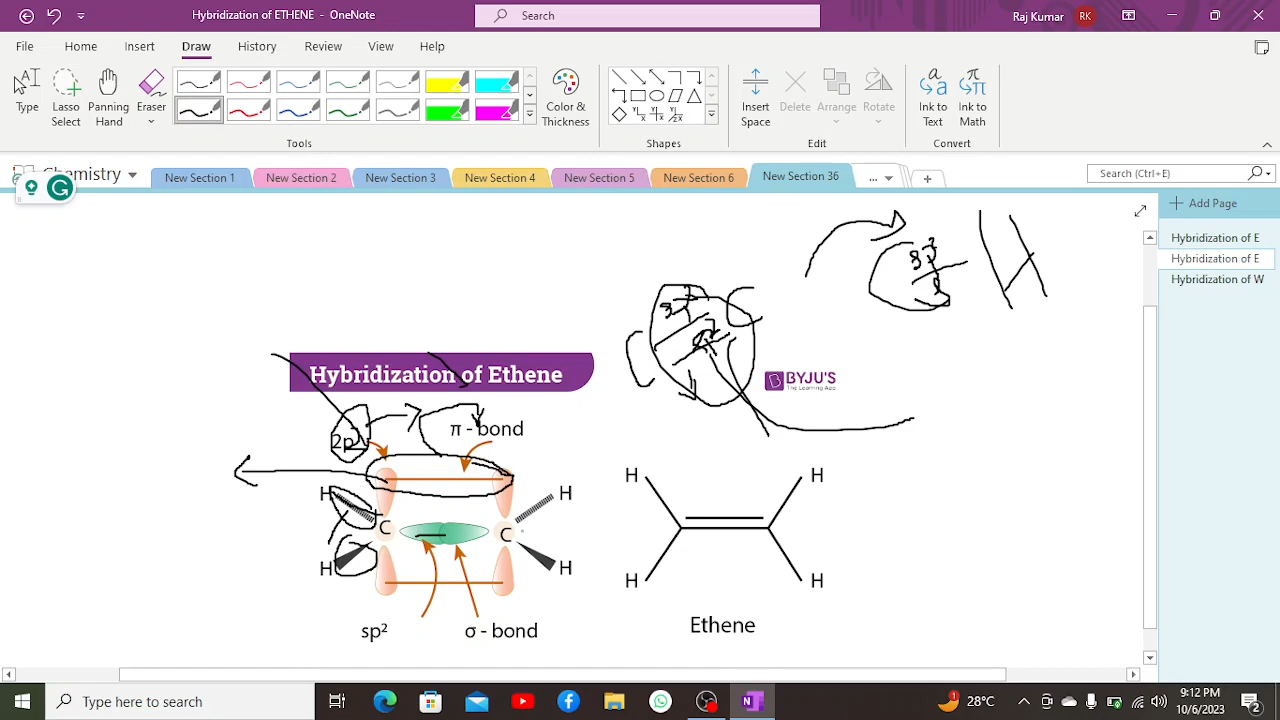 Hybridization of ETHENE - OneNote
Search
Raj Kumar
RK
File Home Insert Draw History Review View Help
Type
Lasso Select
Panning Hand
Eraser
Color & Thickness
Insert Space
Delete
Arrange
Rotate
Ink to Text
Ink to Math
Tools
Shapes
Edit
Convert
Chemistry
New Section 1
New Section 2
New Section 3
New Section 4
New Section 5
New Section 6
New Section 36
...
Search (Ctrl+E)
Add Page
Hybridization of E
Hybridization of E
Hybridization of W
H
Hybridization of Ethene
BYJU'S
The Learning App
2p
π - bond
H H
C C
H H
sp² σ - bond
H H
H H
Ethene
Type here to search
1
28°C
ENG
9:12 PM
10/6/2023
2